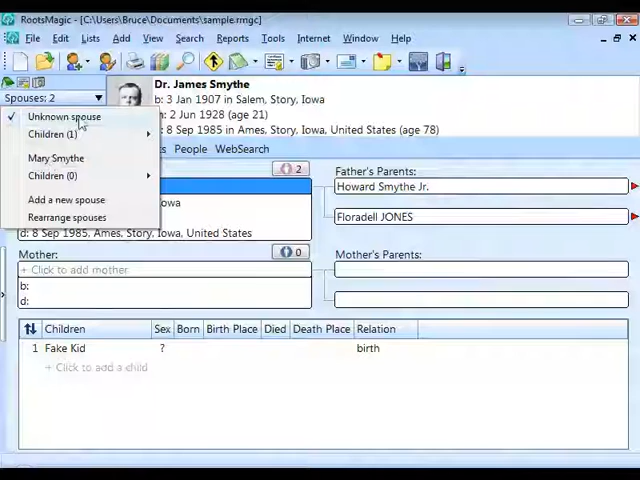 RootsMagic - [C:\Users\Bruce\Documents\sample.rmgc]
File Edit Lists Add View Search Reports Tools Internet Window Help
Spouses: 2
Dr. James Smythe
b: 3 Jan 1907 in Salem, Story, Iowa
m: 2 Jun 1928 (age 21)
8 Sep 1985 in Ames, Story, Iowa, United States (age 78)
✓ Unknown spouse
Children (1)
Mary Smythe
Children (0)
Add a new spouse
Rearrange spouses
People WebSearch
2
owa
d: 8 Sep 1985, Ames, Story, Iowa, United States
Father's Parents:
Howard Smythe Jr.
Floradell JONES
Mother: 0
+ Click to add mother
b:
d:
Mother's Parents:
Children Sex Born Birth Place Died Death Place Relation
1 Fake Kid ? birth
+ Click to add a child